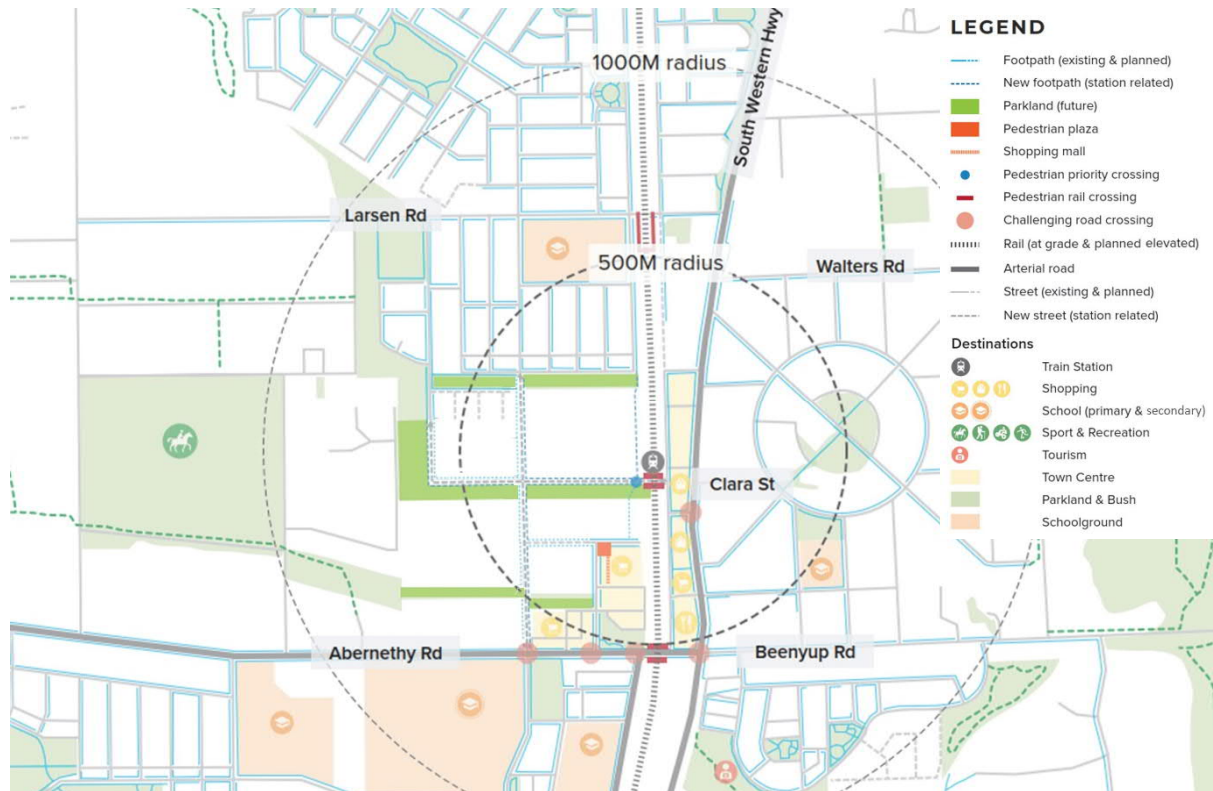 South Western Hwy
1000M radius
Larsen Rd
500M radius
Walters Rd
Clara St
Abernethy Rd
Beenyup Rd
LEGEND
Footpath (existing & planned)
New footpath (station related)
Parkland (future)
Pedestrian plaza
Shopping mall
Pedestrian priority crossing
Pedestrian rail crossing
Challenging road crossing
Rail (at grade & planned elevated)
Arterial road
Street (existing & planned)
New street (station related)
Destinations
Train Station
Shopping
School (primary & secondary)
Sport & Recreation
Tourism
Town Centre
Parkland & Bush
Schoolground